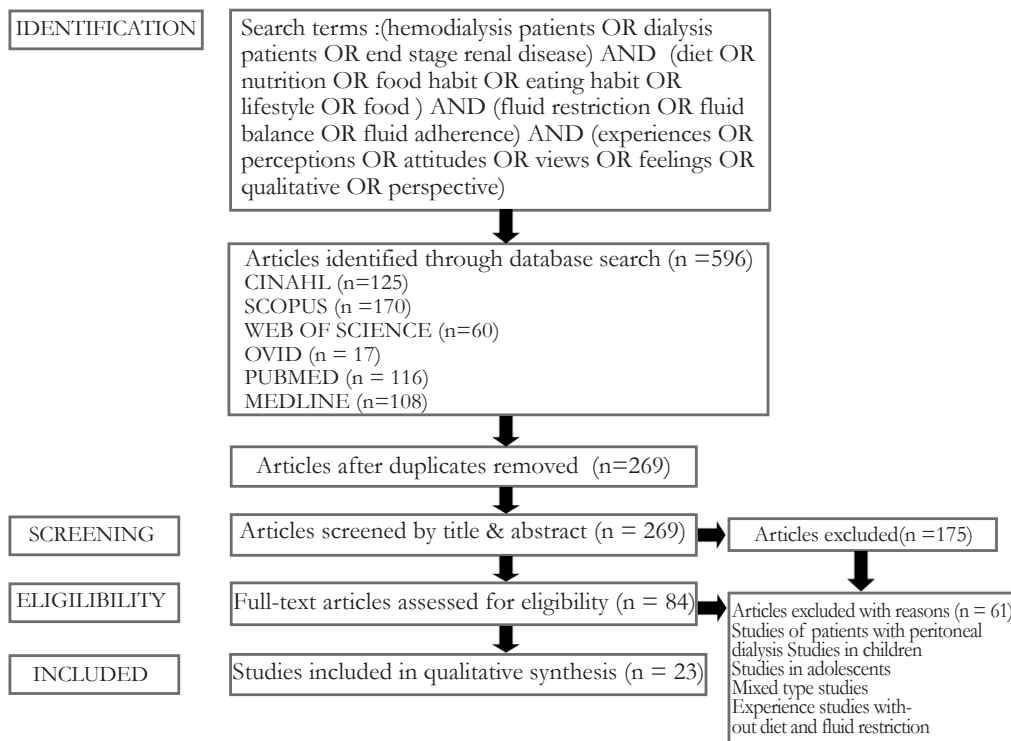 IDENTIFICATION
Search terms :(hemodialysis patients OR dialysis
patients OR end stage renal disease) AND (diet OR
nutrition OR food habit OR eating habit OR
lifestyle OR food ) AND (fluid restriction OR fluid
balance OR fluid adherence) AND (experiences OR
perceptions OR attitudes OR views OR feelings OR
qualitative OR perspective)
Articles identified through database search (n =596)
CINAHL (n=125)
SCOPUS (n =170)
WEB OF SCIENCE (n=60)
OVID (n = 17)
PUBMED (n = 116)
MEDLINE (n=108)
Articles after duplicates removed (n=269)
SCREENING
Articles screened by title & abstract (n = 269)
Articles excluded(n =175)
ELIGILIBILITY
Full-text articles assessed for eligibility (n = 84)
Articles excluded with reasons (n = 61)
Studies of patients with peritoneal
dialysis Studies in children
Studies in adolescents
Mixed type studies
Experience studies with-
out diet and fluid restriction
INCLUDED
Studies included in qualitative synthesis (n = 23)